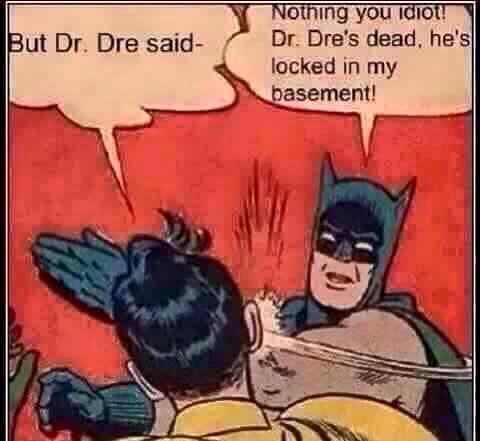 But Dr. Dre said-
Nothing you idiot!
Dr. Dre's dead, he's
locked in my
basement!